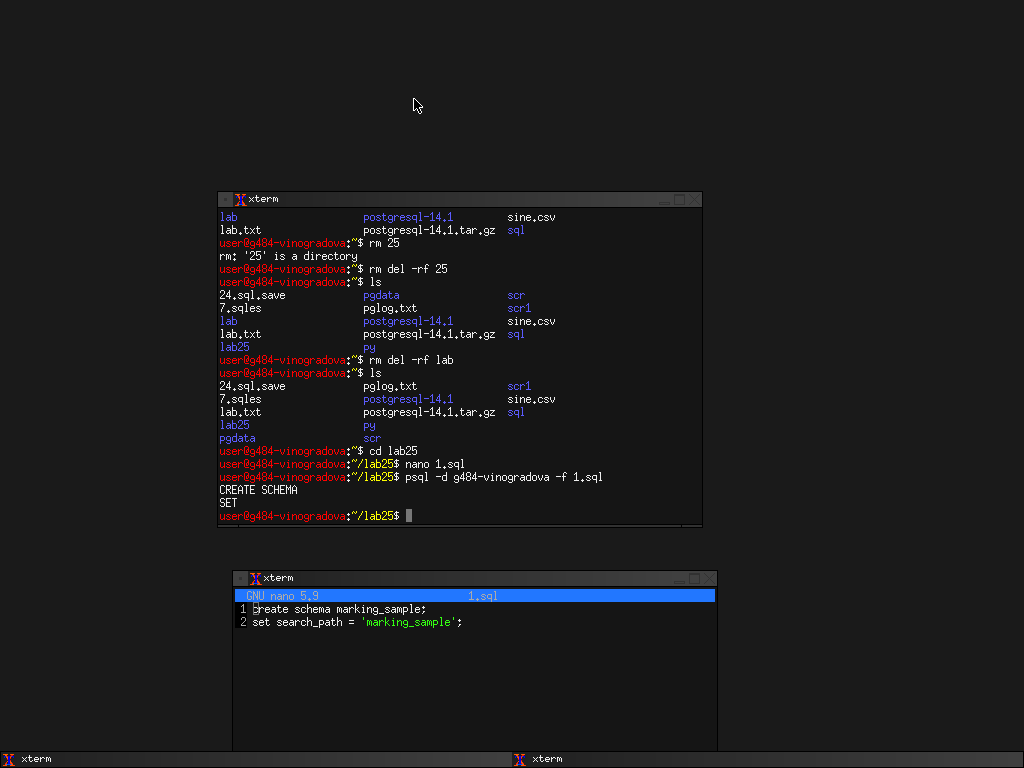 xterm
lab postgresql-14.1 sine.csv
lab.txt postgresql-14.1.tar.gz sql
user@g484-vinogradova:~$ rm 25
rm: '25' is a directory
user@g484-vinogradova:~$ rm del -rf 25
user@g484-vinogradova:~$ ls
24.sql.save pgdata scr
7.sqles pglog.txt scr1
lab postgresql-14.1 sine.csv
lab.txt postgresql-14.1.tar.gz sql
lab25 py
user@g484-vinogradova:~$ rm del -rf lab
user@g484-vinogradova:~$ ls
24.sql.save pglog.txt scr1
7.sqles postgresql-14.1 sine.csv
lab.txt postgresql-14.1.tar.gz sql
lab25 py
pgdata scr
user@g484-vinogradova:~$ cd lab25
user@g484-vinogradova:~/lab25$ nano 1.sql
user@g484-vinogradova:~/lab25$ psql -d g484-vinogradova -f 1.sql
CREATE SCHEMA
SET
user@g484-vinogradova:~/lab25$
xterm
GNU nano 5.9 1.sql
1 create schema marking_sample;
2 set search_path = 'marking_sample';
xterm xterm